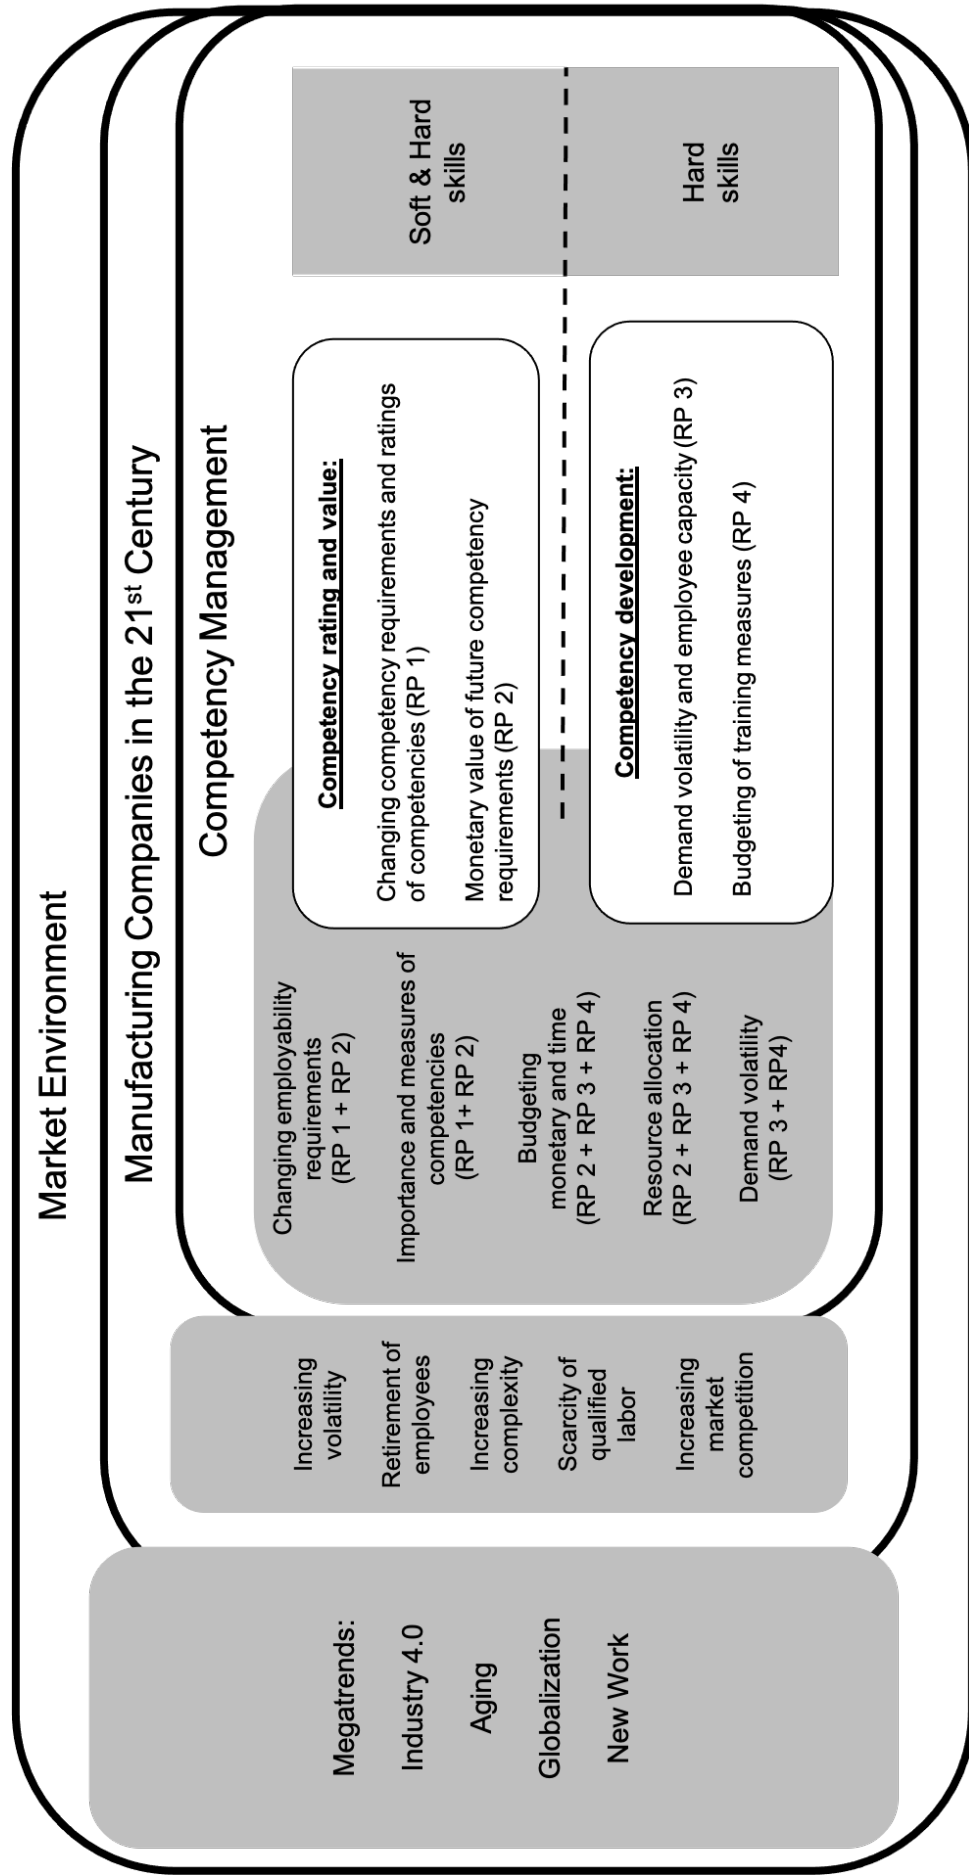 Market Environment
Manufacturing Companies in the 21st Century
Competency Management
Megatrends:
Industry 4.0
Aging
Globalization
New Work
Increasing
volatility
Retirement of
employees
Increasing
complexity
Scarcity of
qualified
labor
Increasing
market
competition
Changing employability
requirements
(RP 1 + RP 2)
Importance and measures of
competencies
(RP 1+ RP 2)
Budgeting
monetary and time
(RP 2 + RP 3 + RP 4)
Resource allocation
(RP 2 + RP 3 + RP 4)
Demand volatility
(RP 3 + RP4)
Competency rating and value:
Changing competency requirements and ratings
of competencies (RP 1)
Monetary value of future competency
requirements (RP 2)
Competency development:
Demand volatility and employee capacity (RP 3)
Budgeting of training measures (RP 4)
Soft & Hard
skills
Hard
skills